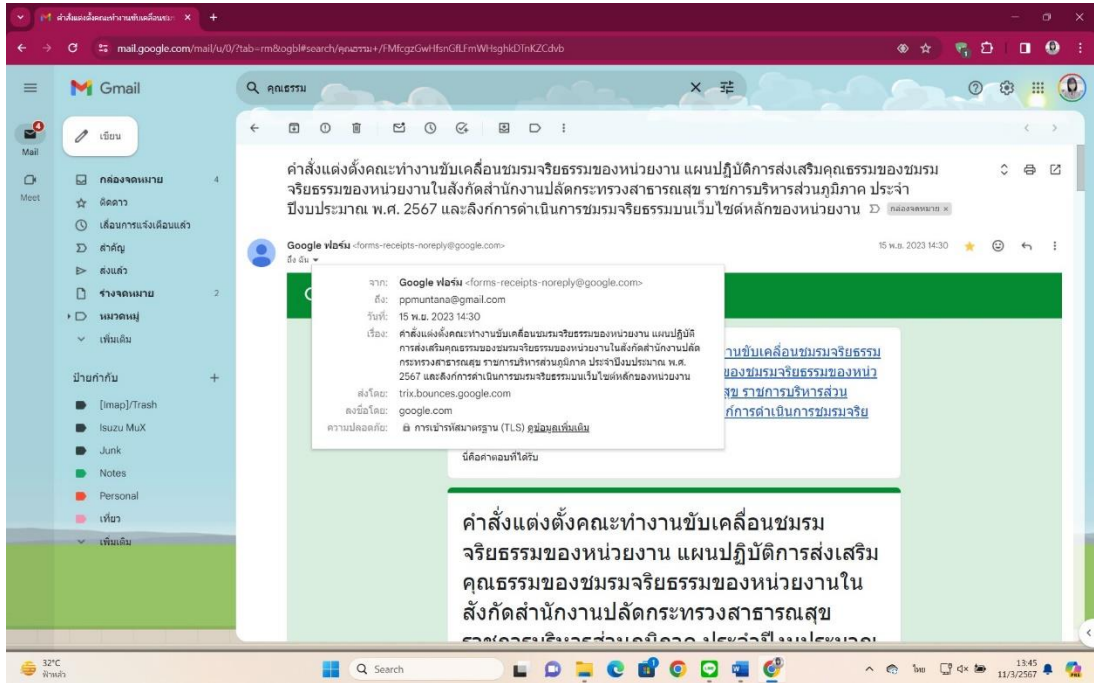 คำสั่งแต่งตั้งคณะทำงานขับเคลื่อนชมร
mail.google.com/mail/u/0/?tab=rm&ogbl#search/คุณธรรม+/FMfcgzGwHfsnGfLFmWHsghkDTnKZCdvb
Gmail
คุณธรรม
4
Mail
Meet
เขียน
กล่องจดหมาย 4
ติดดาว
เลื่อนการแจ้งเตือนแล้ว
สำคัญ
ส่งแล้ว
ร่างจดหมาย 2
หมวดหมู่
เพิ่มเติม
ป้ายกำกับ +
[Imap]/Trash
Isuzu MuX
Junk
Notes
Personal
เที่ยว
เพิ่มเติม
คำสั่งแต่งตั้งคณะทำงานขับเคลื่อนชมรมจริยธรรมของหน่วยงาน แผนปฏิบัติการส่งเสริมคุณธรรมของชมรม
จริยธรรมของหน่วยงานในสังกัดสำนักงานปลัดกระทรวงสาธารณสุข ราชการบริหารส่วนภูมิภาค ประจำ
ปีงบประมาณ พ.ศ. 2567 และลิงก์การดำเนินการชมรมจริยธรรมบนเว็บไซต์หลักของหน่วยงาน กล่องจดหมาย ×
Google ฟอร์ม <forms-receipts-noreply@google.com> 15 พ.ย. 2023 14:30
ถึง ฉัน
จาก: Google ฟอร์ม <forms-receipts-noreply@google.com>
ถึง: ppmuntana@gmail.com
วันที่: 15 พ.ย. 2023 14:30
เรื่อง: คำสั่งแต่งตั้งคณะทำงานขับเคลื่อนชมรมจริยธรรมของหน่วยงาน แผนปฏิบัติ
การส่งเสริมคุณธรรมของชมรมจริยธรรมของหน่วยงานในสังกัดสำนักงานปลัด
กระทรวงสาธารณสุข ราชการบริหารส่วนภูมิภาค ประจำปีงบประมาณ พ.ศ.
2567 และลิงก์การดำเนินการชมรมจริยธรรมบนเว็บไซต์หลักของหน่วยงาน
ส่งโดย: trix.bounces.google.com
ลงชื่อโดย: google.com
ความปลอดภัย: การเข้ารหัสมาตรฐาน (TLS) ดูข้อมูลเพิ่มเติม
านขับเคลื่อนชมรมจริยธรรม
ของชมรมจริยธรรมของหน่ว
สุข ราชการบริหารส่วน
ก์การดำเนินการชมรมจริย
นี่คือคำตอบที่ได้รับ
คำสั่งแต่งตั้งคณะทำงานขับเคลื่อนชมรม
จริยธรรมของหน่วยงาน แผนปฏิบัติการส่งเสริม
คุณธรรมของชมรมจริยธรรมของหน่วยงานใน
สังกัดสำนักงานปลัดกระทรวงสาธารณสุข
ราชการบริหารส่วนภูมิภาค ประจำปีงบประมาณ
32°C
ฟ้าหลัว
Search
ไทย
13:45
11/3/2567